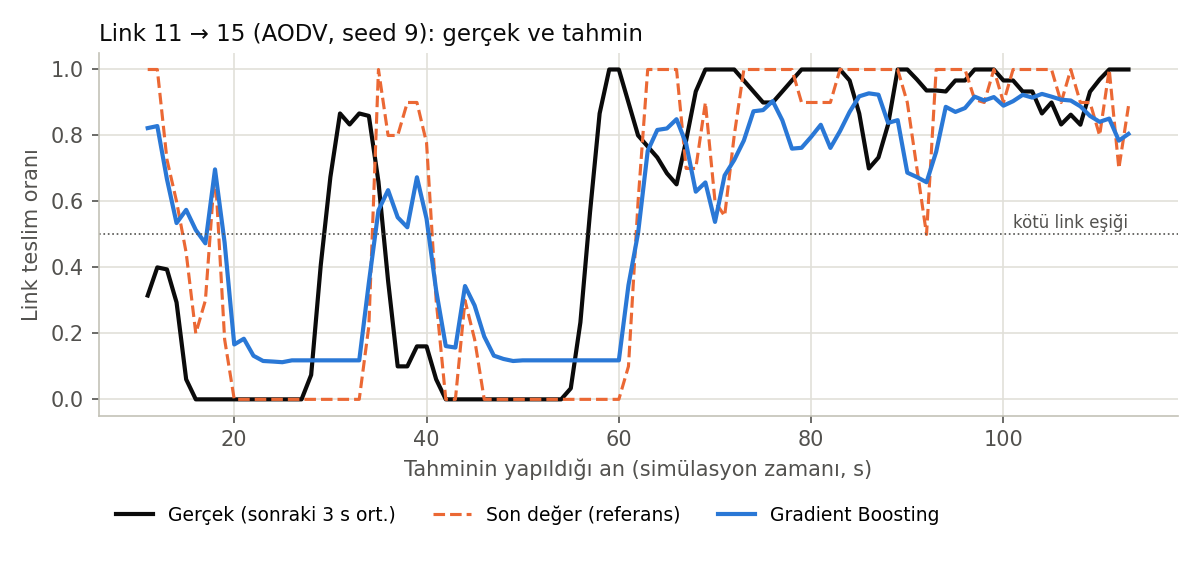 Link 11 → 15 (AODV, seed 9): gerçek ve tahmin
Link teslim oranı
1.0
0.8
0.6
0.4
0.2
0.0
kötü link eşiği
20 40 60 80 100
Tahminin yapıldığı an (simülasyon zamanı, s)
Gerçek (sonraki 3 s ort.) Son değer (referans) Gradient Boosting